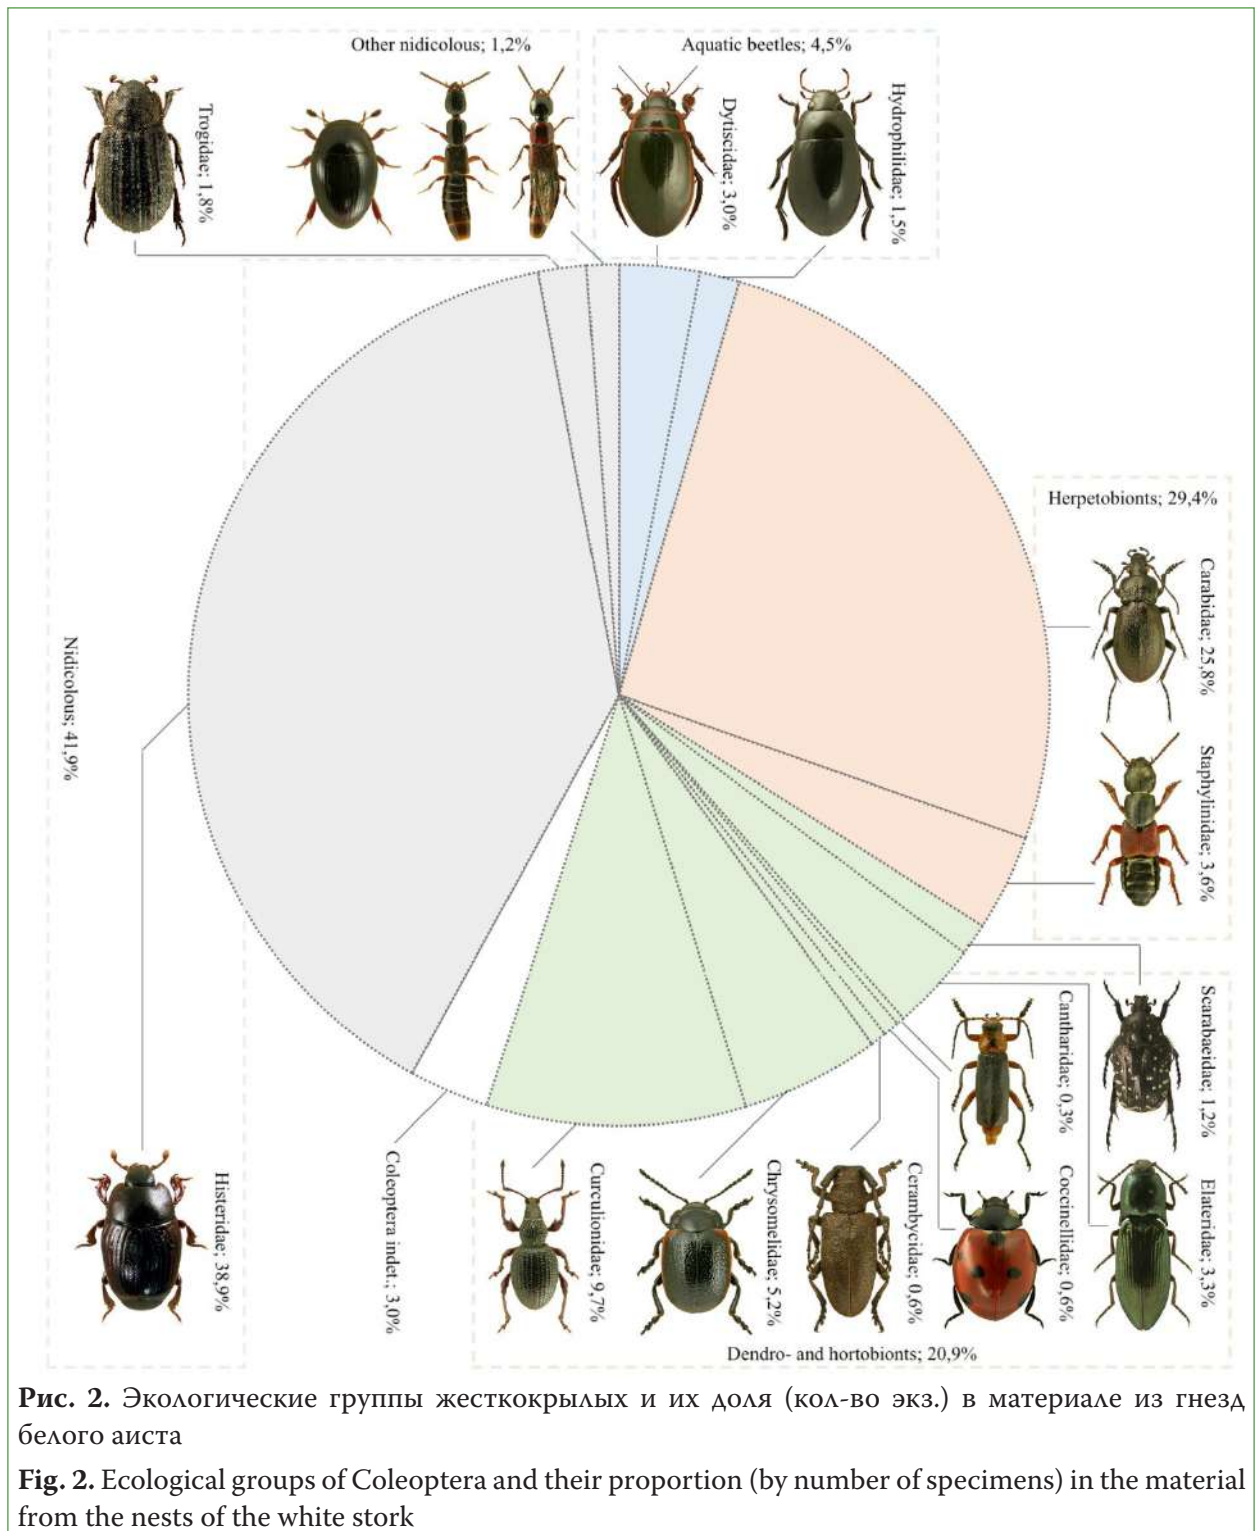 Other nidicolous; 1,2%
Aquatic beetles; 4,5%
Trogidae; 1,8%
Dytiscidae; 3,0%
Hydrophilidae; 1,5%
Herpetobionts; 29,4%
Carabidae; 25,8%
Staphylinidae; 3,6%
Nidicolous; 41,9%
Cantharidae; 0,3%
Scarabaeidae; 1,2%
Histeridae; 38,9%
Coleoptera indet.; 3,0%
Curculionidae; 9,7%
Chrysomelidae; 5,2%
Cerambycidae; 0,6%
Coccinellidae; 0,6%
Elateridae; 3,3%
Dendro- and hortobionts; 20,9%
Рис. 2. Экологические группы жесткокрылых и их доля (кол-во экз.) в материале из гнезд
белого аиста
Fig. 2. Ecological groups of Coleoptera and their proportion (by number of specimens) in the material
from the nests of the white stork